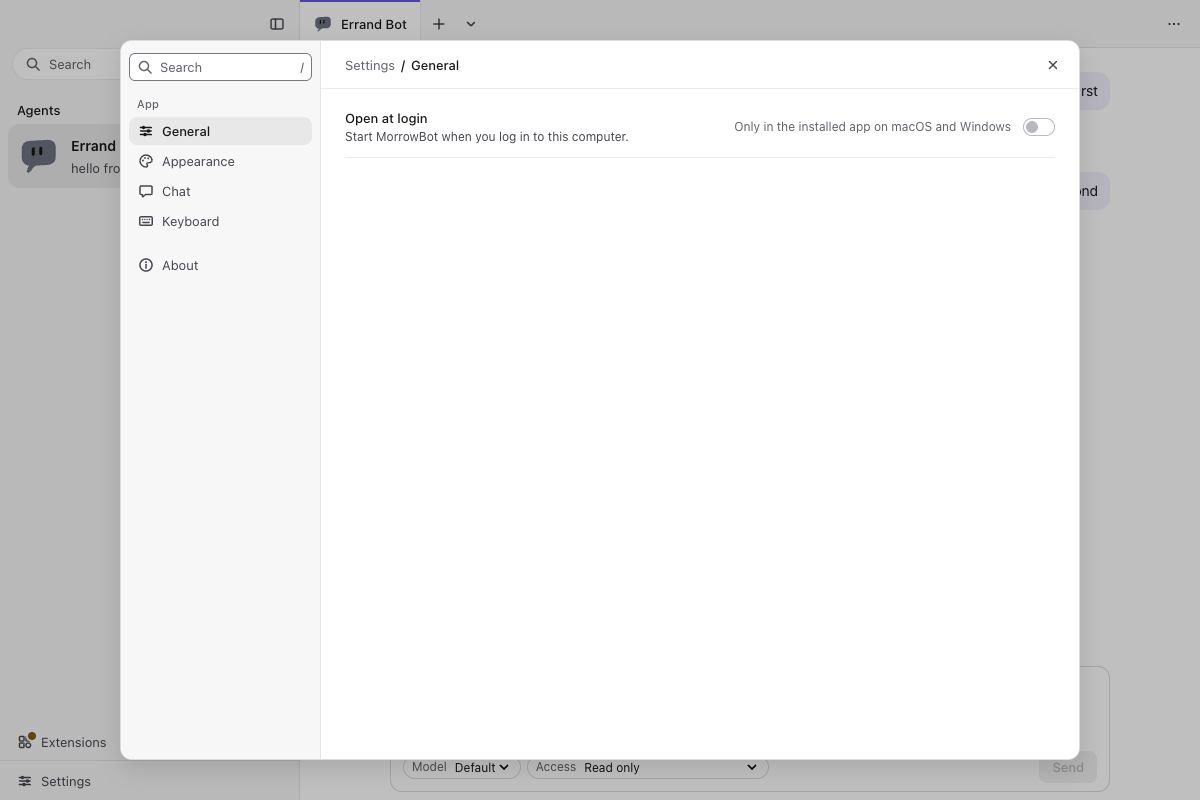 Errand Bot
Search
Agents
Errand
hello fro
Extensions
Settings
Search /
App
General
Appearance
Chat
Keyboard
About
Settings / General
Open at login
Start MorrowBot when you log in to this computer.
Only in the installed app on macOS and Windows
rst
ond
Model Default
Access Read only
Send